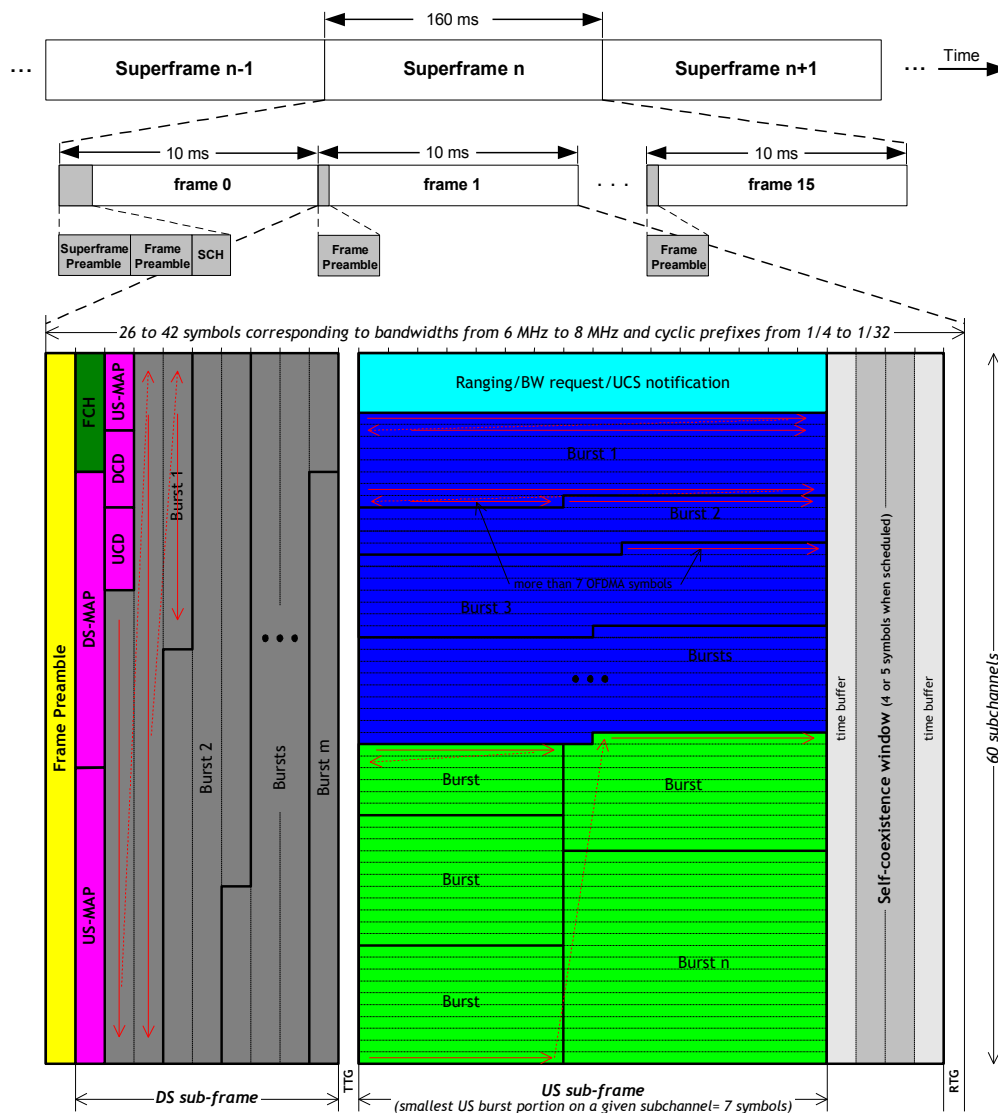 160 ms
... Superframe n-1 Superframe n Superframe n+1 ... Time
10 ms 10 ms 10 ms
frame 0 frame 1 . . . frame 15
Superframe Preamble
Frame Preamble
SCH
Frame Preamble
Frame Preamble
26 to 42 symbols corresponding to bandwidths from 6 MHz to 8 MHz and cyclic prefixes from 1/4 to 1/32
Frame Preamble
FCH
DS-MAP
US-MAP
US-MAP
DCD
UCD
Burst 1
Burst 2
Bursts
Burst m
Ranging/BW request/UCS notification
Burst 1
Burst 2
more than 7 OFDMA symbols
Burst 3
Bursts
Burst
Burst
Burst
Burst n
Burst
time buffer
Self-coexistence window (4 or 5 symbols when scheduled)
time buffer
60 subchannels
DS sub-frame
TTG
US sub-frame
(smallest US burst portion on a given subchannel= 7 symbols)
RTG